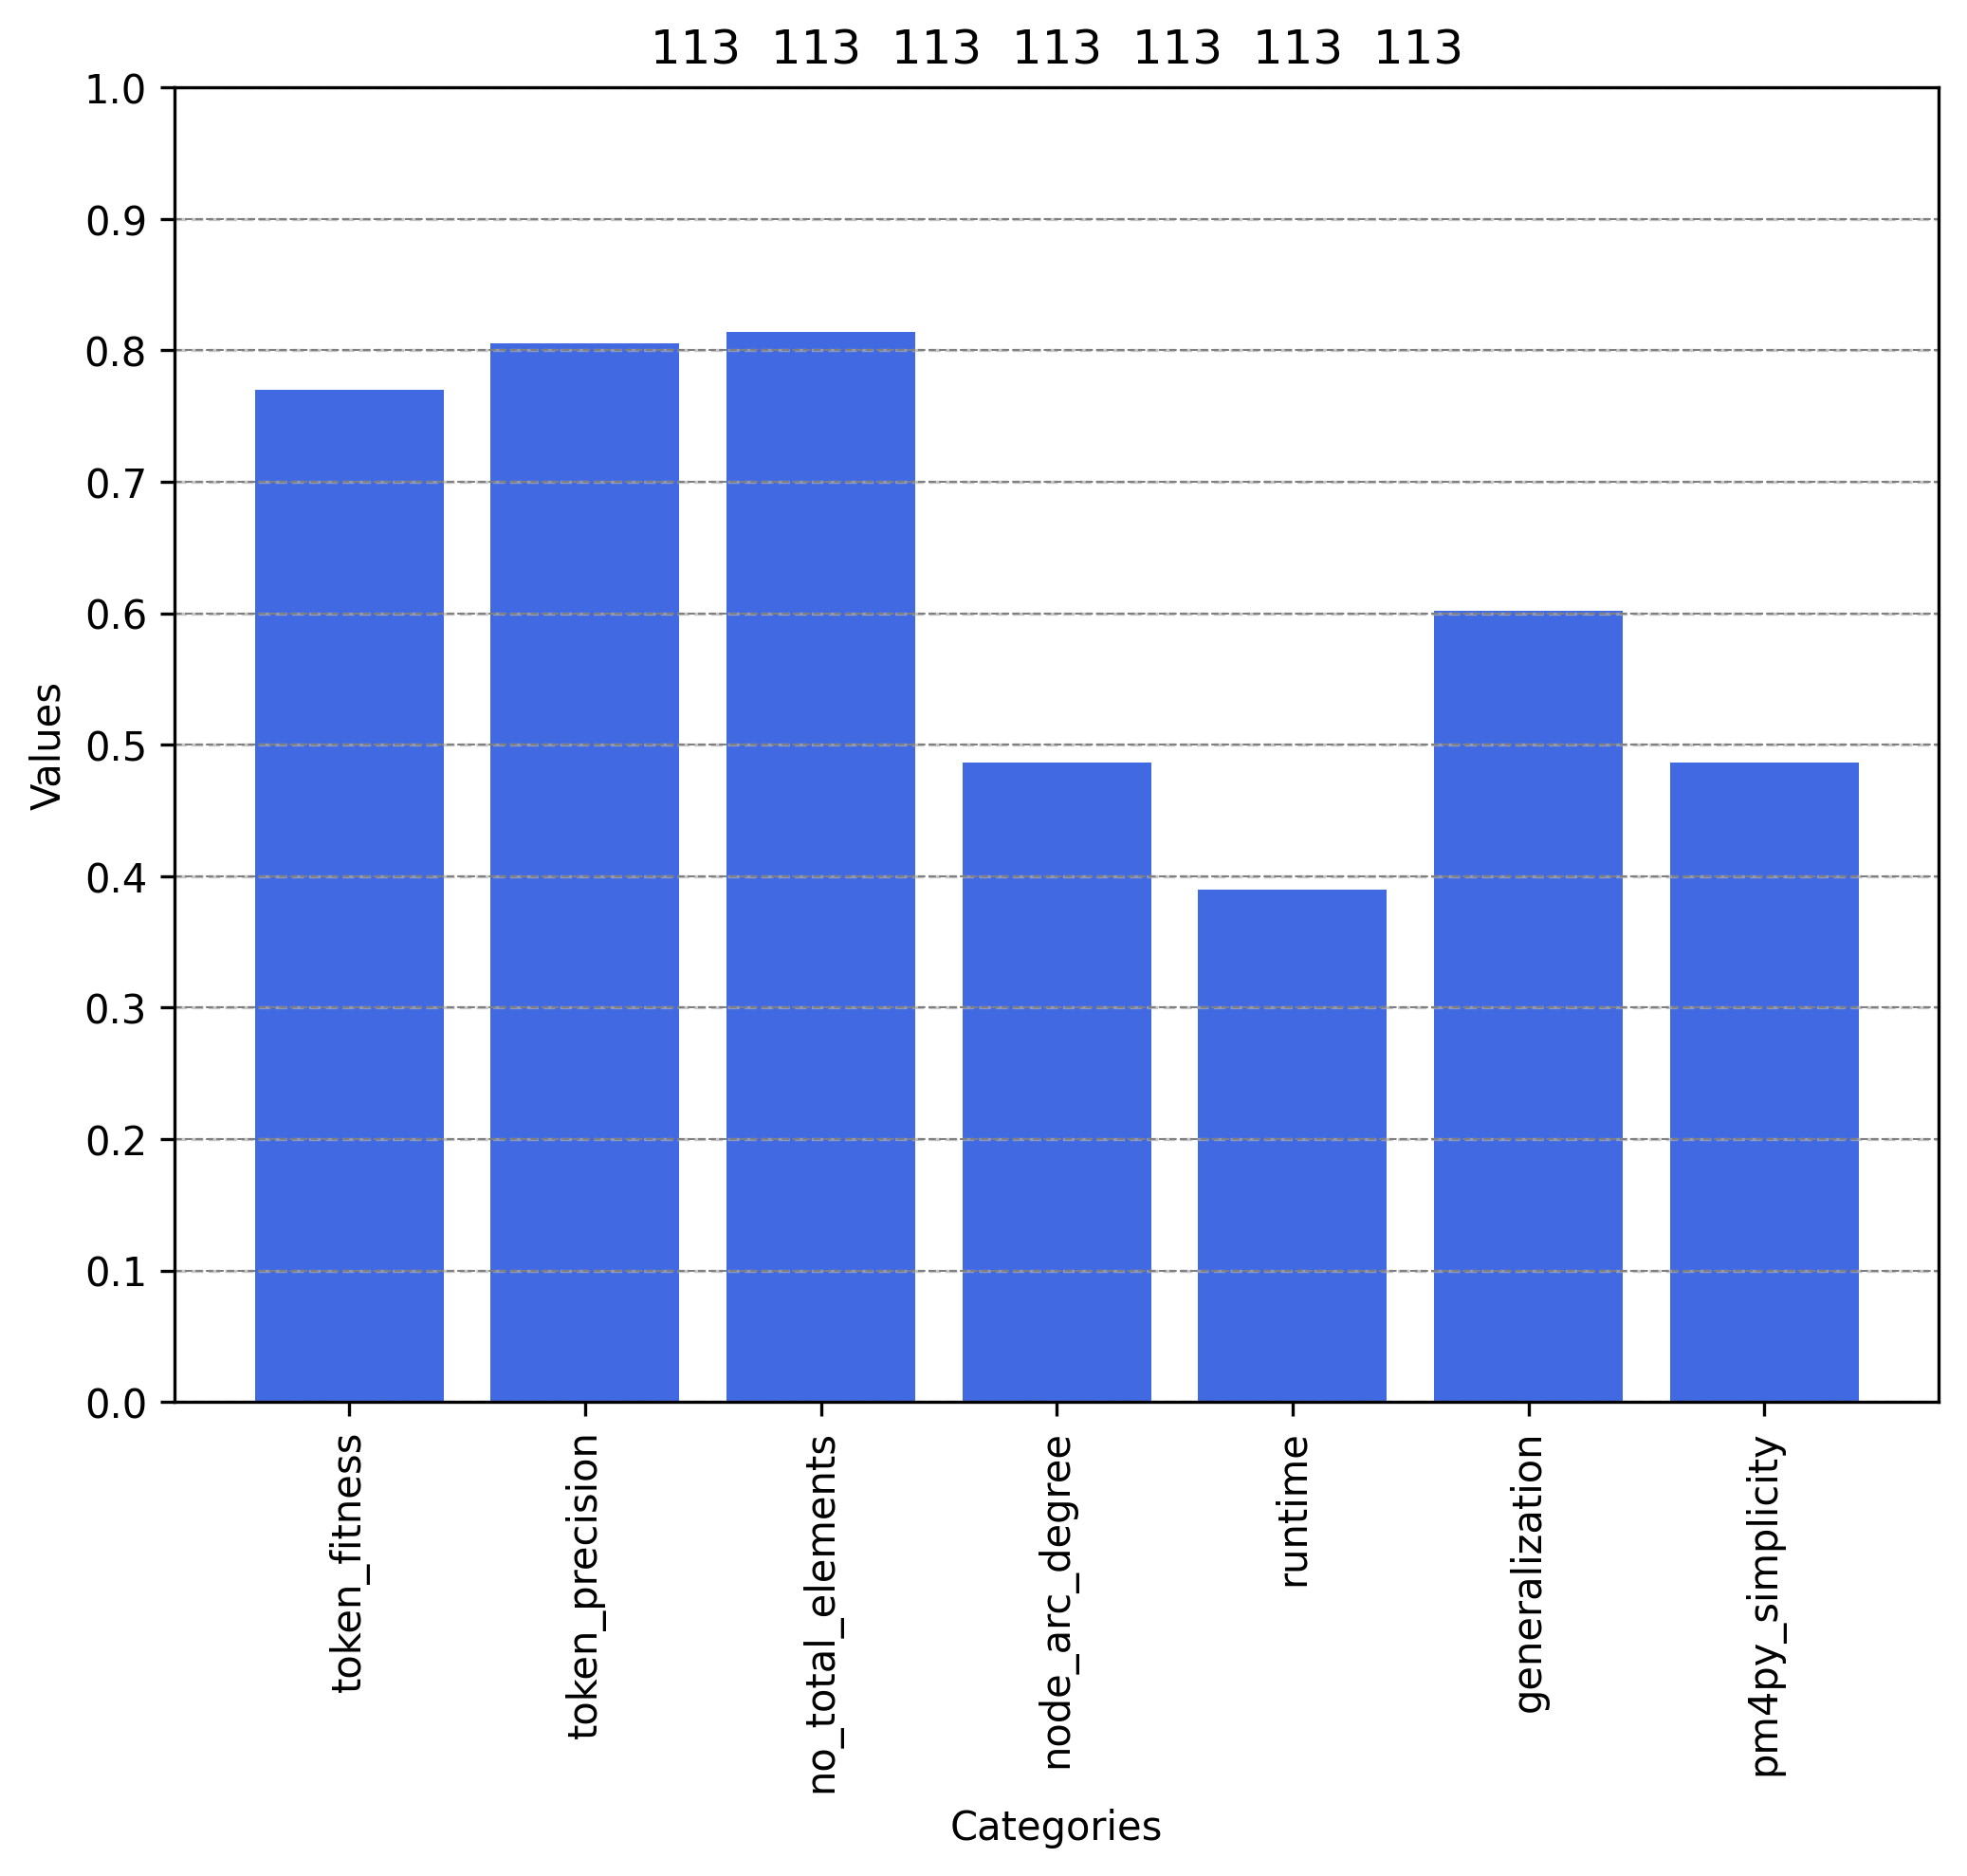 113 113 113 113 113 113 113
1.0
0.9
0.8
0.7
0.6
0.5
0.4
0.3
0.2
0.1
0.0
Values
token_fitness
token_precision
no_total_elements
node_arc_degree
runtime
generalization
pm4py_simplicity
Categories